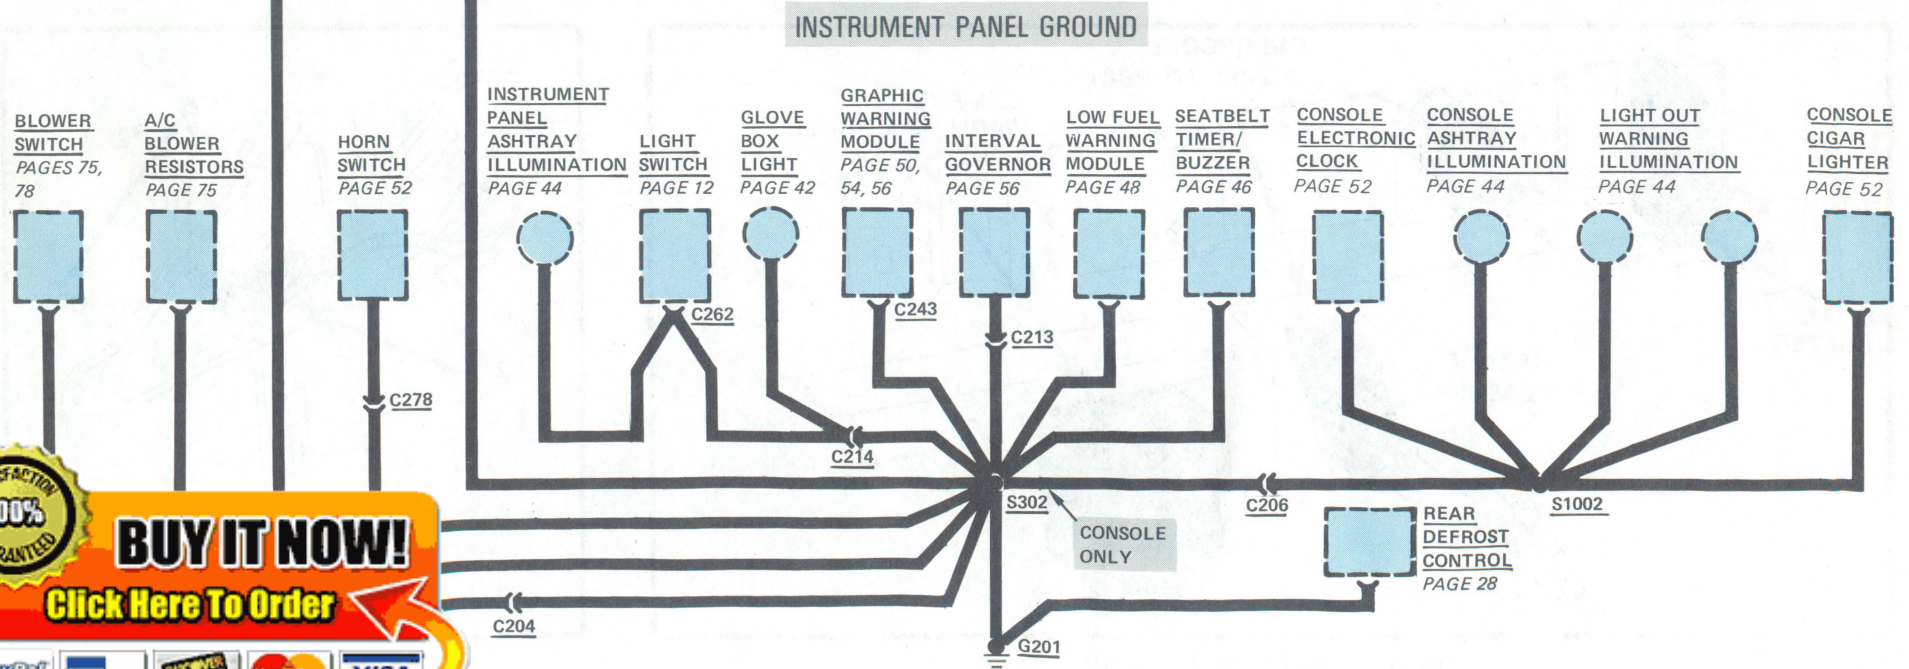 INSTRUMENT PANEL GROUND
BLOWER
SWITCH
PAGES 75,
78
A/C
BLOWER
RESISTORS
PAGE 75
HORN
SWITCH
PAGE 52
INSTRUMENT
PANEL
ASHTRAY
ILLUMINATION
PAGE 44
LIGHT
SWITCH
PAGE 12
GLOVE
BOX
LIGHT
PAGE 42
GRAPHIC
WARNING
MODULE
PAGE 50,
54, 56
INTERVAL
GOVERNOR
PAGE 56
LOW FUEL
WARNING
MODULE
PAGE 48
SEATBELT
TIMER/
BUZZER
PAGE 46
CONSOLE
ELECTRONIC
CLOCK
PAGE 52
CONSOLE
ASHTRAY
ILLUMINATION
PAGE 44
LIGHT OUT
WARNING
ILLUMINATION
PAGE 44
CONSOLE
CIGAR
LIGHTER
PAGE 52
C262
C243
C213
C278
C214
S302
C206
S1002
CONSOLE
ONLY
REAR
DEFROST
CONTROL
PAGE 28
C204
G201
BUY IT NOW!
Click Here To Order
VISA